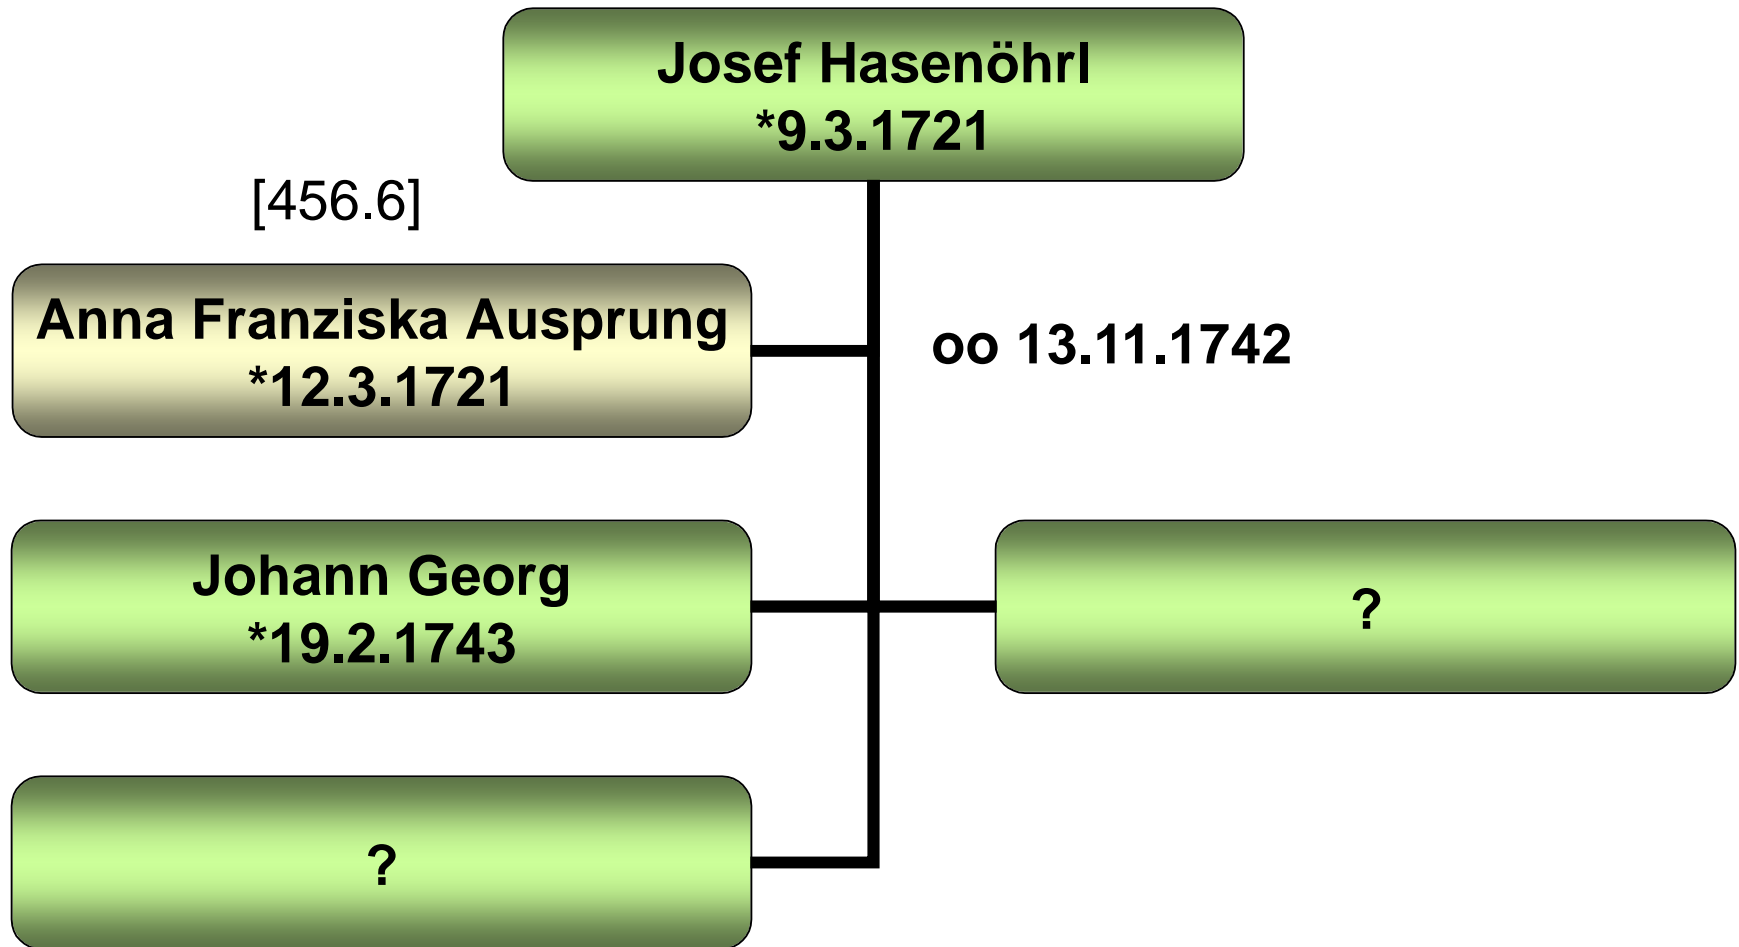 Josef Hasenöhrl
*9.3.1721
[456.6]
Anna Franziska Ausprung
*12.3.1721
oo 13.11.1742
Johann Georg
*19.2.1743
?
?